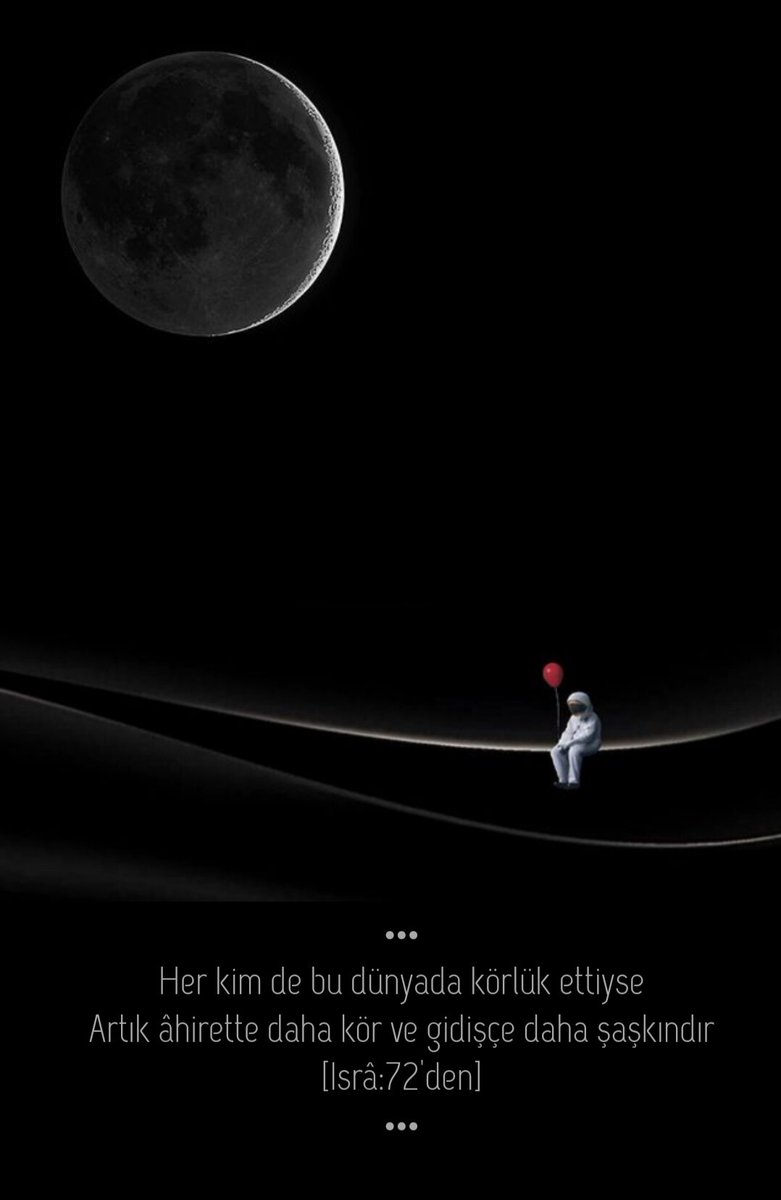 •••
Her kim de bu dünyada körlük ettiyse
Artık âhirette daha kör ve gidişçe daha şaşkındır
[Isrâ:72'den]
•••